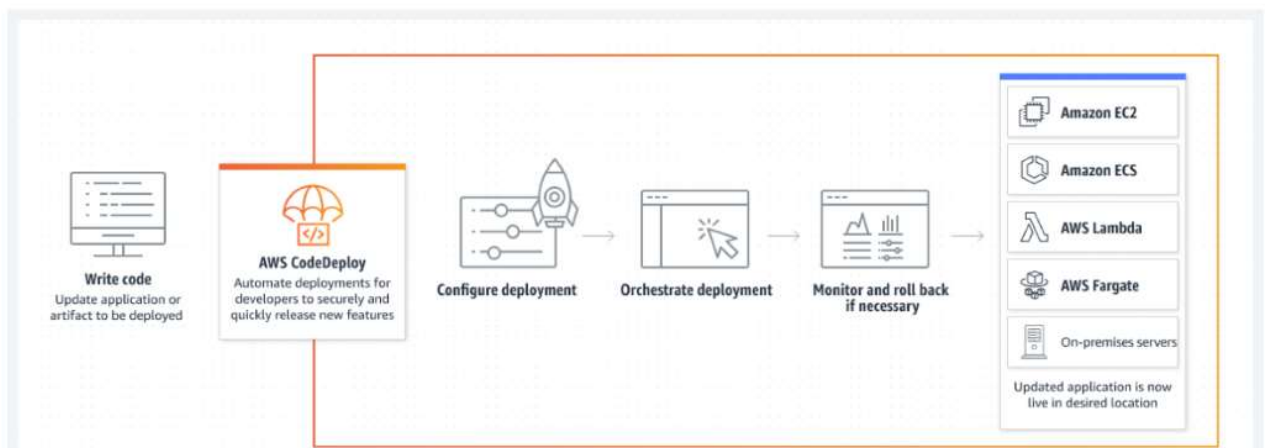 Write code
Update application or
artifact to be deployed
</>
AWS CodeDeploy
Automate deployments for
developers to securely and
quickly release new features
Configure deployment
Orchestrate deployment
Monitor and roll back
if necessary
Amazon EC2
Amazon ECS
AWS Lambda
AWS Fargate
On-premises servers
Updated application is now
live in desired location